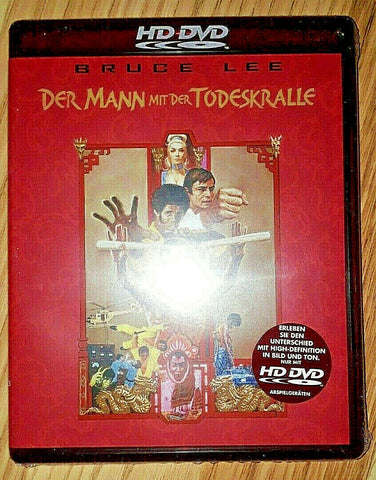 HD DVD
BRUCE LEE
DER MANN MIT DER TODESKRALLE
ERLEBEN
SIE DEN
UNTERSCHIED
MIT HIGH-DEFINITION
IN BILD UND TON.
NUR MIT
HD DVD
ABSPIELGERÄTEN